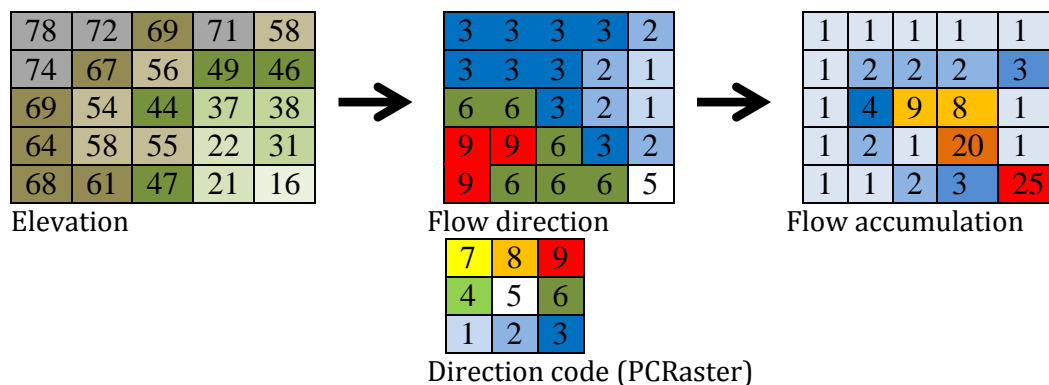 78 72 69 71 58 3 3 3 3 2 1 1 1 1 1
74 67 56 49 46 3 3 3 2 1 1 2 2 2 3
69 54 44 37 38 6 6 3 2 1 1 4 9 8 1
64 58 55 22 31 9 9 6 3 2 1 2 1 20 1
68 61 47 21 16 9 6 6 6 5 1 1 2 3 25
Elevation Flow direction Flow accumulation
7 8 9
4 5 6
1 2 3
Direction code (PCRaster)